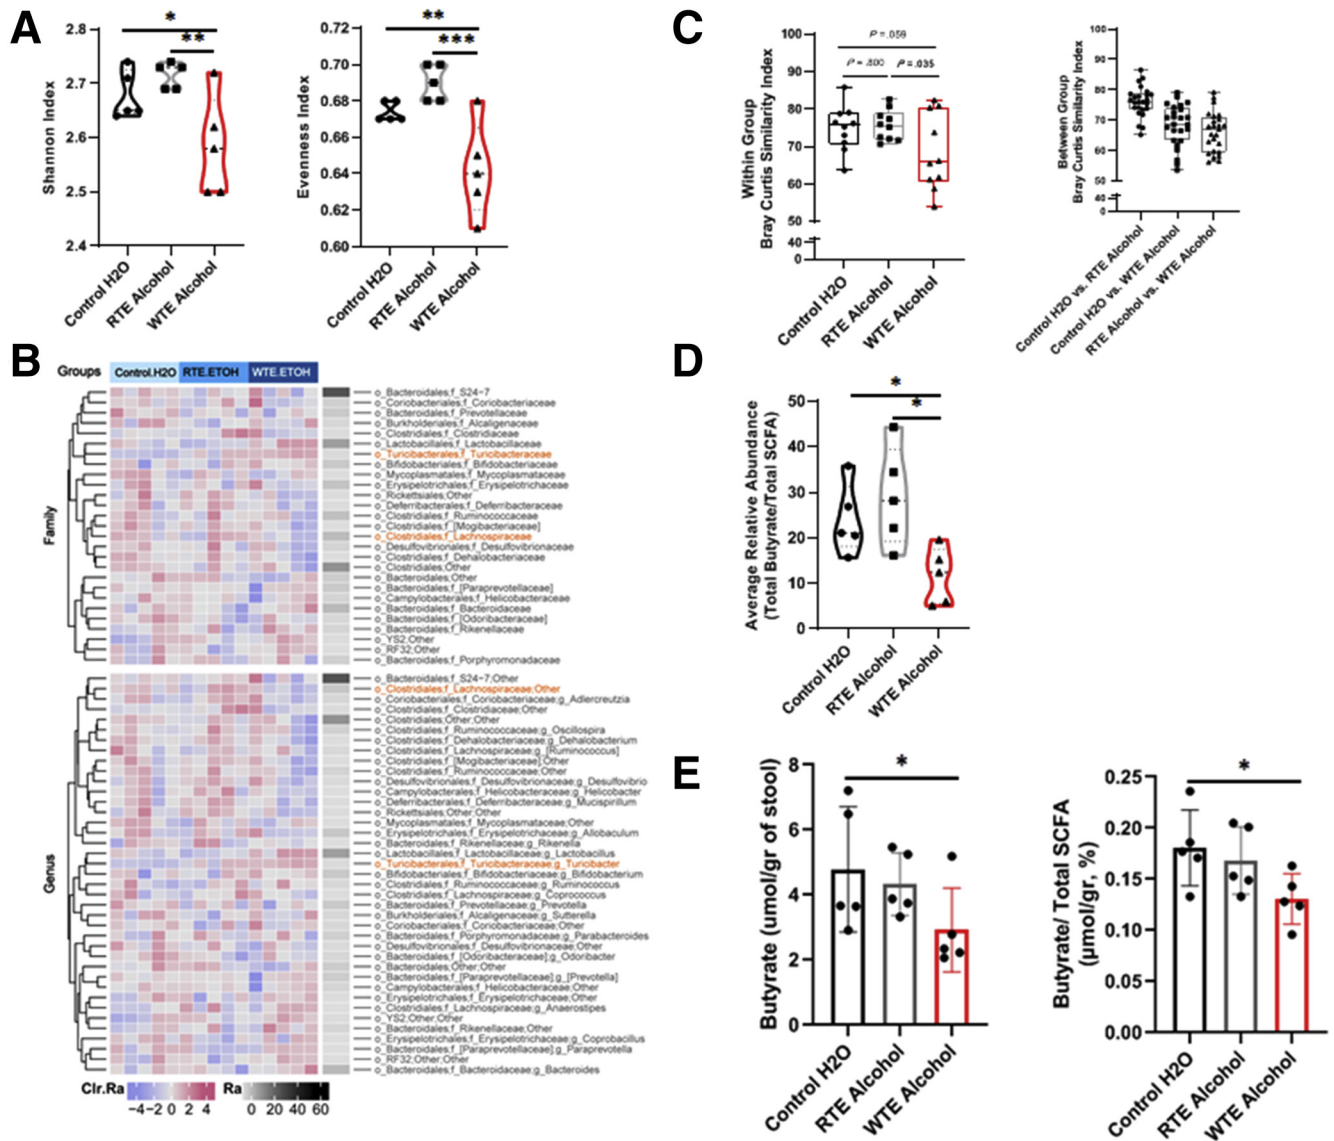 A
*
**
2.8
2.7
2.6
2.5
2.4
Shannon Index
Control H2O
RTE Alcohol
WTE Alcohol
**
***
0.72
0.70
0.68
0.66
0.64
0.62
0.60
Evenness Index
Control H2O
RTE Alcohol
WTE Alcohol
B
Groups
Control.H2O
RTE.ETOH
WTE.ETOH
Family
o_Bacteroidales;f_S24-7
o_Coriobacteriales;f_Coriobacteriaceae
o_Bacteroidales;f_Prevotellaceae
o_Burkholderiales;f_Alcaligenaceae
o_Clostridiales;f_Clostridiaceae
o_Lactobacillales;f_Lactobacillaceae
o_Turicibacterales;f_Turicibacteraceae
o_Bifidobacteriales;f_Bifidobacteriaceae
o_Mycoplasmatales;f_Mycoplasmataceae
o_Erysipelotrichales;f_Erysipelotrichaceae
o_Rickettsiales;Other
o_Deferribacterales;f_Deferribacteraceae
o_Clostridiales;f_Ruminococcaceae
o_Clostridiales;f_[Mogibacteriaceae]
o_Clostridiales;f_Lachnospiraceae
o_Desulfovibrionales;f_Desulfovibrionaceae
o_Clostridiales;f_Dehalobacteriaceae
o_Clostridiales;Other
o_Bacteroidales;Other
o_Bacteroidales;f_[Paraprevotellaceae]
o_Campylobacterales;f_Helicobacteraceae
o_Bacteroidales;f_Bacteroidaceae
o_Bacteroidales;f_[Odoribacteraceae]
o_Bacteroidales;f_Rikenellaceae
o_YS2;Other
o_RF32;Other
o_Bacteroidales;f_Porphyromonadaceae
Genus
o_Bacteroidales;f_S24-7;Other
o_Clostridiales;f_Lachnospiraceae;Other
o_Coriobacteriales;f_Coriobacteriaceae;g_Adlercreutzia
o_Clostridiales;f_Clostridiaceae;Other
o_Clostridiales;Other;Other
o_Clostridiales;f_Ruminococcaceae;g_Oscillospira
o_Clostridiales;f_Dehalobacteriaceae;g_Dehalobacterium
o_Clostridiales;f_Lachnospiraceae;g_[Ruminococcus]
o_Clostridiales;f_[Mogibacteriaceae];Other
o_Clostridiales;f_Ruminococcaceae;Other
o_Desulfovibrionales;f_Desulfovibrionaceae;g_Desulfovibrio
o_Campylobacterales;f_Helicobacteraceae;g_Helicobacter
o_Deferribacterales;f_Deferribacteraceae;g_Mucispirillum
o_Rickettsiales;Other;Other
o_Mycoplasmatales;f_Mycoplasmataceae;Other
o_Erysipelotrichales;f_Erysipelotrichaceae;g_Allobaculum
o_Bacteroidales;f_Rikenellaceae;g_Rikenella
o_Lactobacillales;f_Lactobacillaceae;g_Lactobacillus
o_Turicibacterales;f_Turicibacteraceae;g_Turicibacter
o_Bifidobacteriales;f_Bifidobacteriaceae;g_Bifidobacterium
o_Clostridiales;f_Ruminococcaceae;g_Ruminococcus
o_Clostridiales;f_Lachnospiraceae;g_Coprococcus
o_Bacteroidales;f_Prevotellaceae;g_Prevotella
o_Burkholderiales;f_Alcaligenaceae;g_Sutterella
o_Coriobacteriales;f_Coriobacteriaceae;Other
o_Bacteroidales;f_Porphyromonadaceae;g_Parabacteroides
o_Desulfovibrionales;f_Desulfovibrionaceae;Other
o_Bacteroidales;f_[Odoribacteraceae];g_Odoribacter
o_Bacteroidales;Other;Other
o_Bacteroidales;f_[Paraprevotellaceae];g_[Prevotella]
o_Campylobacterales;f_Helicobacteraceae;Other
o_Erysipelotrichales;f_Erysipelotrichaceae;Other
o_Clostridiales;f_Lachnospiraceae;g_Anaerostipes
o_YS2;Other;Other
o_Bacteroidales;f_Rikenellaceae;Other
o_Erysipelotrichales;f_Erysipelotrichaceae;g_Coprobacillus
o_Bacteroidales;f_[Paraprevotellaceae];g_Paraprevotella
o_RF32;Other;Other
o_Bacteroidales;f_Bacteroidaceae;g_Bacteroides
Clr.Ra
−4 −2 0 2 4
Ra
0 20 40 60
C
P = .059
P = .800
P = .035
100
90
80
70
60
50
40
0
Within Group
Bray Curtis Similarity Index
Control H2O
RTE Alcohol
WTE Alcohol
100
90
80
70
60
50
40
0
Between Group
Bray Curtis Similarity Index
Control H2O vs. RTE Alcohol
Control H2O vs. WTE Alcohol
RTE Alcohol vs. WTE Alcohol
D
*
*
50
40
30
20
10
0
Average Relative Abundance
(Total Butyrate/Total SCFA)
Control H2O
RTE Alcohol
WTE Alcohol
E
*
8
6
4
2
0
Butyrate (umol/gr of stool)
Control H2O
RTE Alcohol
WTE Alcohol
*
0.25
0.20
0.15
0.10
0.05
0.00
Butyrate/ Total SCFA
(µmol/gr, %)
Control H2O
RTE Alcohol
WTE Alcohol